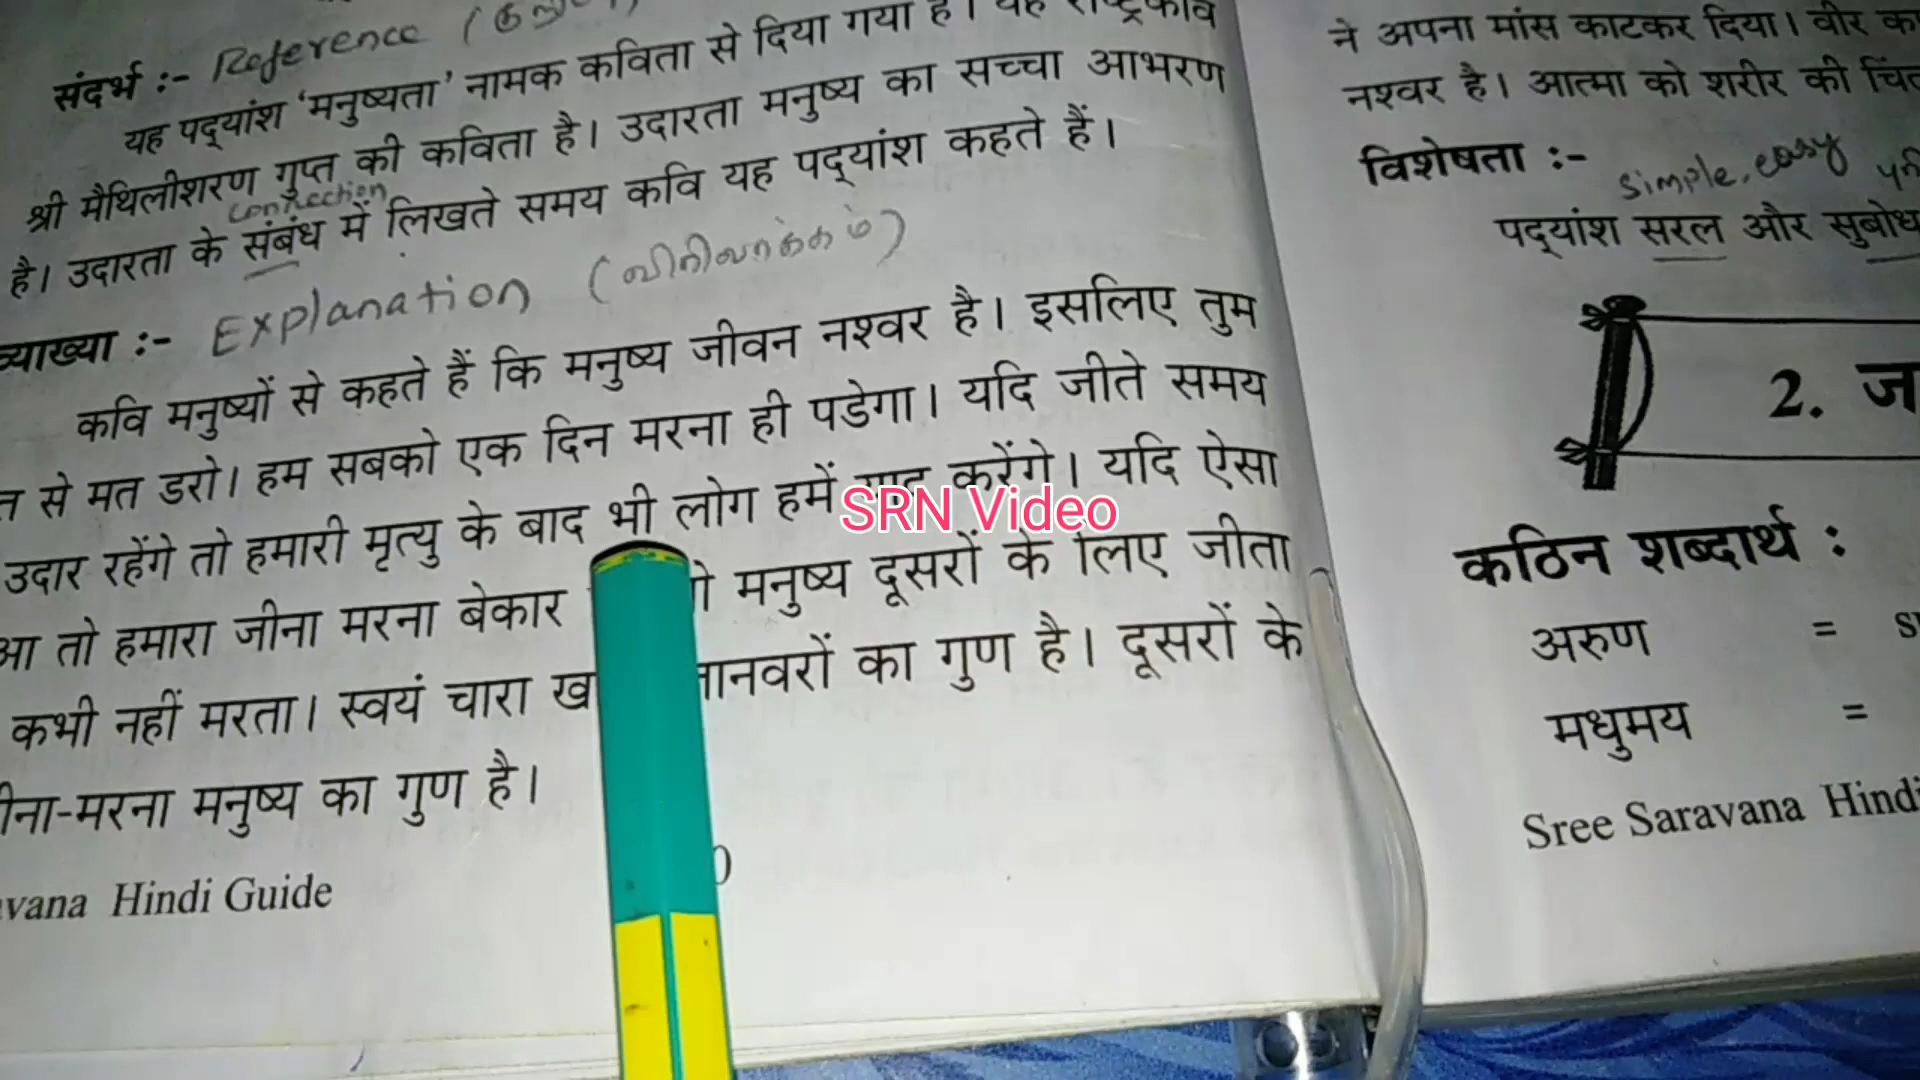 संदर्भ :- Reference
यह पद्यांश 'मनुष्यता' नामक कविता से दिया गया है। यह राष्ट्रकवि
श्री मैथिलीशरण गुप्त की कविता है। उदारता मनुष्य का सच्चा आभरण
connection
है। उदारता के संबंध में लिखते समय कवि यह पद्यांश कहते हैं।
व्याख्या :- Explanation
कवि मनुष्यों से कहते हैं कि मनुष्य जीवन नश्वर है। इसलिए तुम
से मत डरो। हम सबको एक दिन मरना ही पडेगा। यदि जीते समय
उदार रहेंगे तो हमारी मृत्यु के बाद भी लोग हमें करेंगे। यदि ऐसा
तो हमारा जीना मरना बेकार मनुष्य दूसरों के लिए जीता
कभी नहीं मरता। स्वयं चारा का गुण है। दूसरों के
मरना मनुष्य का गुण है।
Hindi Guide
SRN Video
ने अपना मांस काटकर दिया। वीर
नश्वर है। आत्मा को शरीर की
विशेषता :-
simple, easy
पद्यांश सरल और सुबोध
2.
कठिन शब्दार्थ :
अरुण =
मधुमय =
Sree Saravana Hindi